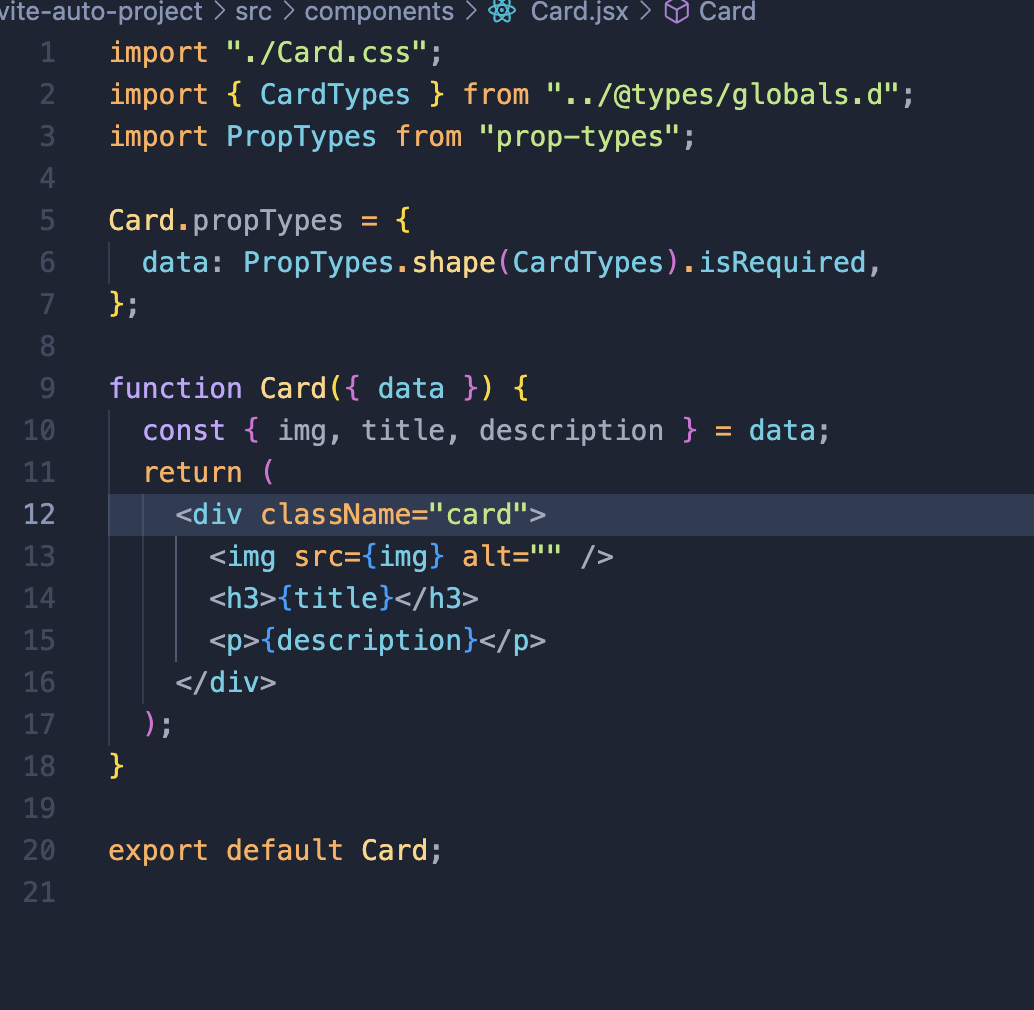 vite-auto-project > src > components > Card.jsx > Card
1 import "./Card.css";
2 import { CardTypes } from "../@types/globals.d";
3 import PropTypes from "prop-types";
4
5 Card.propTypes = {
6   data: PropTypes.shape(CardTypes).isRequired,
7 };
8
9 function Card({ data }) {
10   const { img, title, description } = data;
11   return (
12     <div className="card">
13       <img src={img} alt="" />
14       <h3>{title}</h3>
15       <p>{description}</p>
16     </div>
17   );
18 }
19
20 export default Card;
21